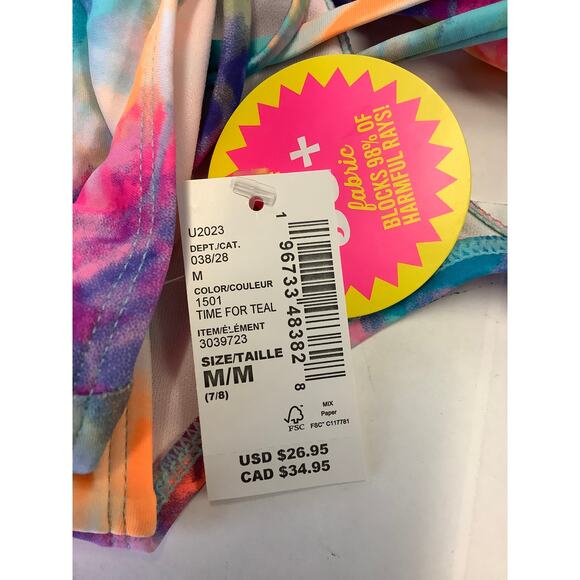 U2023
DEPT./CAT.
038/28
M
COLOR/COULEUR
1501
TIME FOR TEAL
ITEM/ÉLÉMENT
3039723
SIZE/TAILLE
M/M
(7/8)
1 96733 48382 8
FSC
MIX
Paper
FSC® C117781
USD $26.95
CAD $34.95
+
fabric
BLOCKS 98% OF
HARMFUL RAYS!